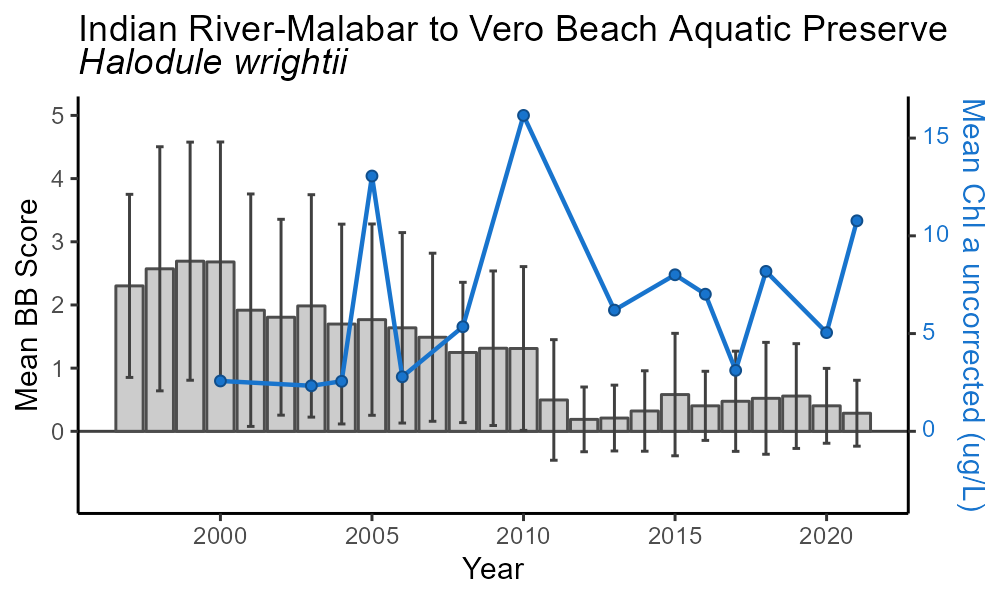 Indian River-Malabar to Vero Beach Aquatic Preserve
Halodule wrightii
Mean BB Score
5
4
3
2
1
0
15
10
5
0
Mean Chl a uncorrected (ug/L)
2000 2005 2010 2015 2020
Year